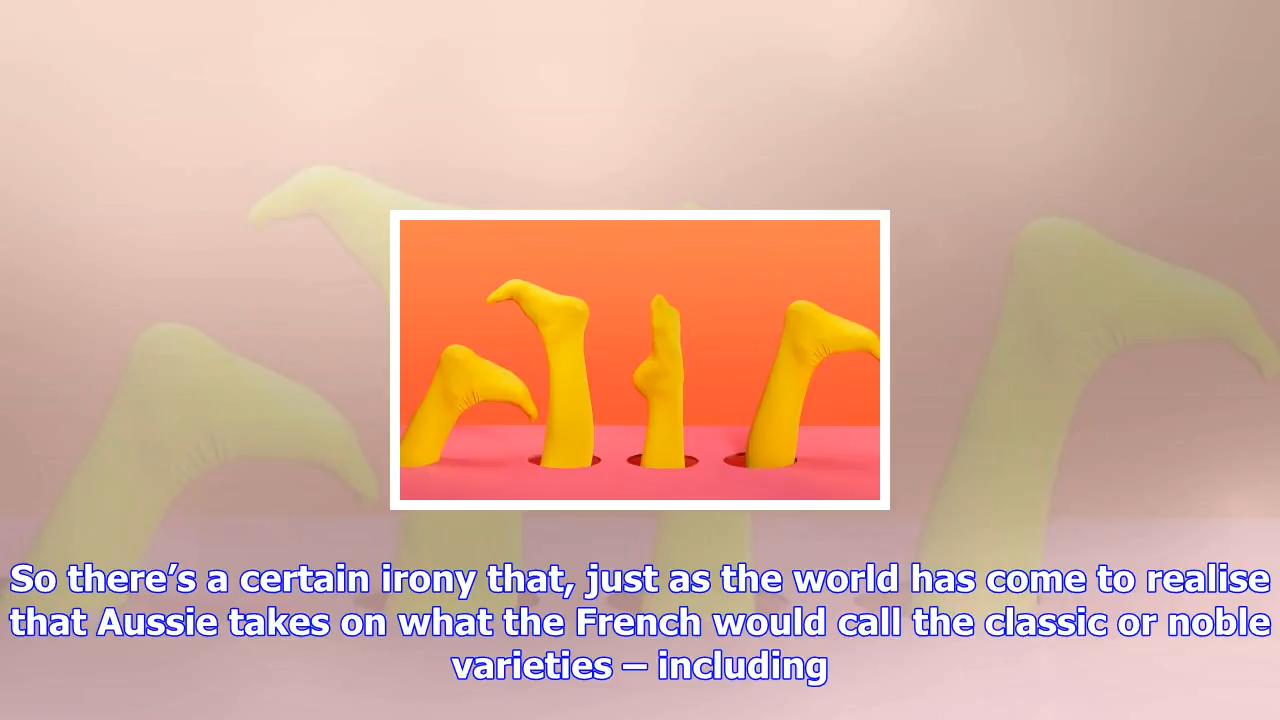 So there’s a certain irony that, just as the world has come to realise
that Aussie takes on what the French would call the classic or noble
varieties – including